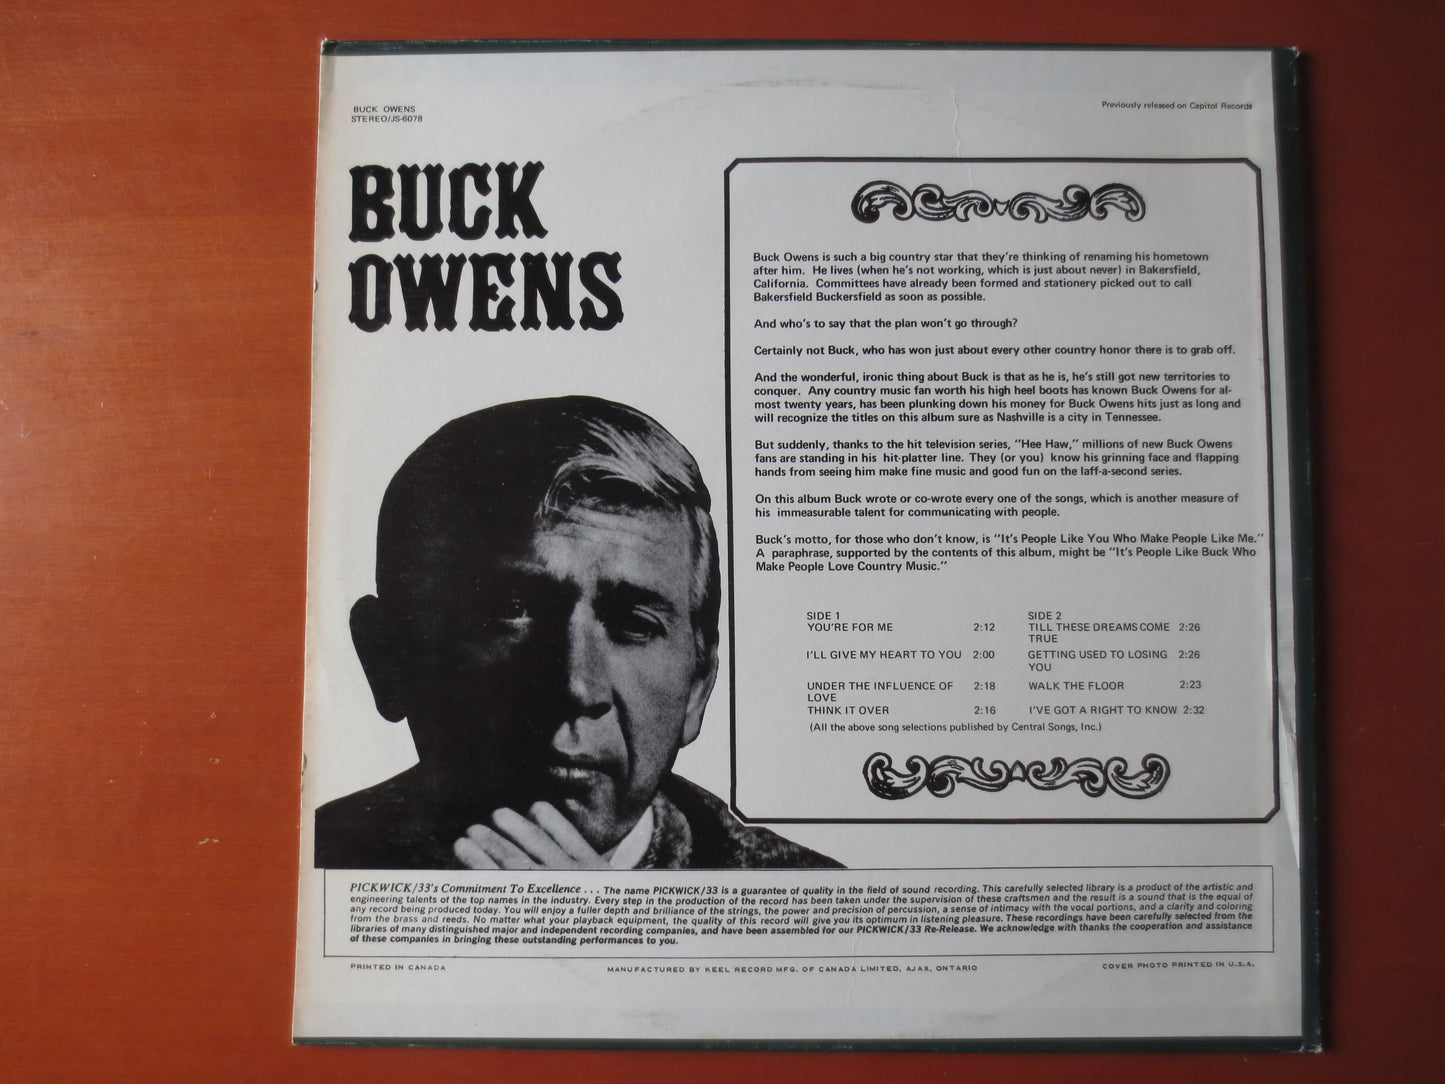 BUCK OWENS
STEREO/JS-6078
Previously released on Capitol Records
BUCK
OWENS
Buck Owens is such a big country star that they're thinking of renaming his hometown
after him. He lives (when he's not working, which is just about never) in Bakersfield,
California. Committees have already been formed and stationery picked out to call
Bakersfield Buckersfield as soon as possible.
And who's to say that the plan won't go through?
Certainly not Buck, who has won just about every other country honor there is to grab off.
And the wonderful, ironic thing about Buck is that as he is, he's still got new territories to
conquer. Any country music fan worth his high heel boots has known Buck Owens for al-
most twenty years, has been plunking down his money for Buck Owens hits just as long and
will recognize the titles on this album sure as Nashville is a city in Tennessee.
But suddenly, thanks to the hit television series, "Hee Haw," millions of new Buck Owens
fans are standing in his hit-platter line. They (or you) know his grinning face and flapping
hands from seeing him make fine music and good fun on the laff-a-second series.
On this album Buck wrote or co-wrote every one of the songs, which is another measure of
his immeasurable talent for communicating with people.
Buck's motto, for those who don't know, is "It's People Like You Who Make People Like Me."
A paraphrase, supported by the contents of this album, might be "It's People Like Buck Who
Make People Love Country Music."
SIDE 1
YOU'RE FOR ME 2:12
I'LL GIVE MY HEART TO YOU 2:00
UNDER THE INFLUENCE OF 2:18
LOVE
THINK IT OVER 2:16
SIDE 2
TILL THESE DREAMS COME 2:26
TRUE
GETTING USED TO LOSING 2:26
YOU
WALK THE FLOOR 2:23
I'VE GOT A RIGHT TO KNOW 2:32
(All the above song selections published by Central Songs, Inc.)
PICKWICK/33's Commitment To Excellence . . . The name PICKWICK/33 is a guarantee of quality in the field of sound recording. This carefully selected library is a product of the artistic and
engineering talents of the top names in the industry. Every step in the production of the record has been taken under the supervision of these craftsmen and the result is a sound that is the equal of
any record being produced today. You will enjoy a fuller depth and brilliance of the strings, the power and precision of percussion, a sense of intimacy with the vocal portions, and a clarity and coloring
from the brass and reeds. No matter what your playback equipment, the quality of this record will give you its optimum in listening pleasure. These recordings have been carefully selected from the
libraries of many distinguished major and independent recording companies, and have been assembled for our PICKWICK/33 Re-Release. We acknowledge with thanks the cooperation and assistance
of these companies in bringing these outstanding performances to you.
PRINTED IN CANADA
MANUFACTURED BY KEEL RECORD MFG. OF CANADA LIMITED, AJAX, ONTARIO
COVER PHOTO PRINTED IN U.S.A.